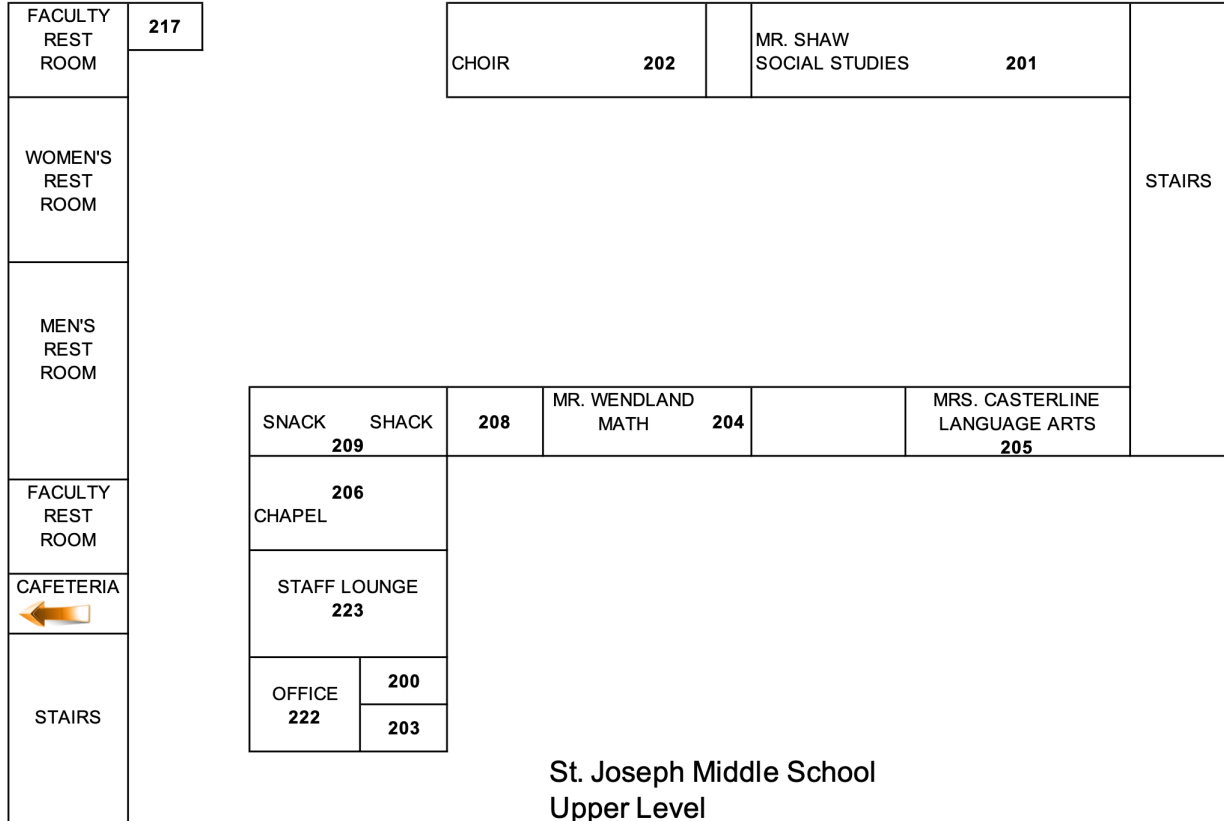 FACULTY
REST
ROOM
217
CHOIR 202
MR. SHAW
SOCIAL STUDIES 201
WOMEN'S
REST
ROOM
STAIRS
MEN'S
REST
ROOM
SNACK SHACK
209
208
MR. WENDLAND
MATH 204
MRS. CASTERLINE
LANGUAGE ARTS
205
FACULTY
REST
ROOM
206
CHAPEL
CAFETERIA
STAFF LOUNGE
223
STAIRS
OFFICE
222
200
203
St. Joseph Middle School
Upper Level